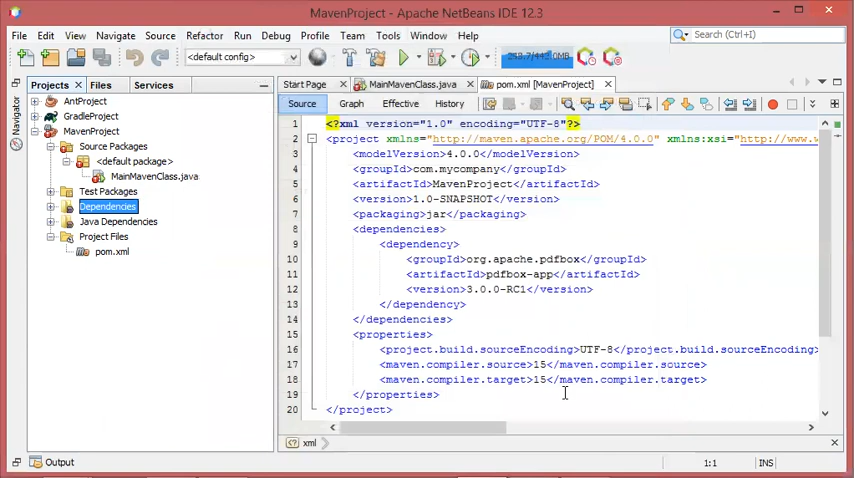 MavenProject - Apache NetBeans IDE 12.3
File Edit View Navigate Source Refactor Run Debug Profile Team Tools Window Help
Search (Ctrl+I)
<default config>
Projects Files Services
Start Page MainMavenClass.java pom.xml [MavenProject]
Source Graph Effective History
Navigator
AntProject
GradleProject
MavenProject
Source Packages
<default package>
MainMavenClass.java
Test Packages
Dependencies
Java Dependencies
Project Files
pom.xml
1 <?xml version="1.0" encoding="UTF-8"?>
2 <project xmlns="http://maven.apache.org/POM/4.0.0" xmlns:xsi="http://www.w
3 <modelVersion>4.0.0</modelVersion>
4 <groupId>com.mycompany</groupId>
5 <artifactId>MavenProject</artifactId>
6 <version>1.0-SNAPSHOT</version>
7 <packaging>jar</packaging>
8 <dependencies>
9 <dependency>
10 <groupId>org.apache.pdfbox</groupId>
11 <artifactId>pdfbox-app</artifactId>
12 <version>3.0.0-RC1</version>
13 </dependency>
14 </dependencies>
15 <properties>
16 <project.build.sourceEncoding>UTF-8</project.build.sourceEncoding>
17 <maven.compiler.source>15</maven.compiler.source>
18 <maven.compiler.target>15</maven.compiler.target>
19 </properties>
20 </project>
<?> xml
Output
1:1 INS